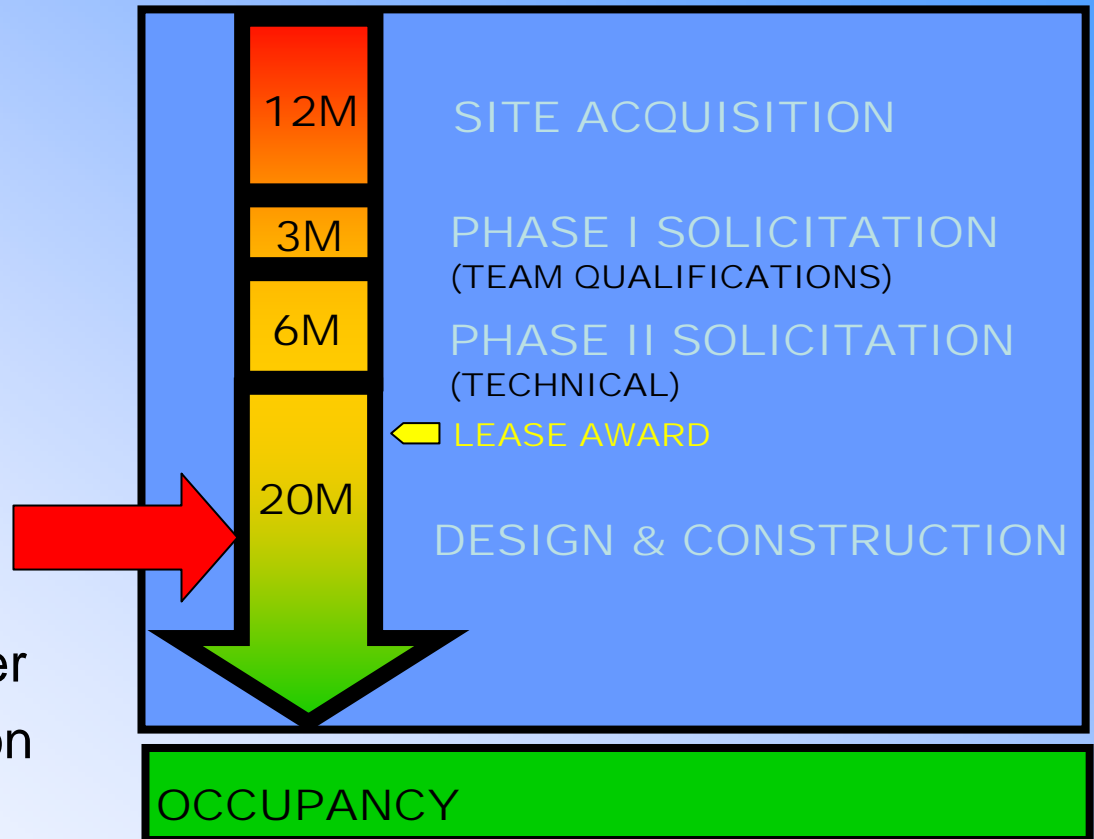 12M SITE ACQUISITION
3M PHASE I SOLICITATION
(TEAM QUALIFICATIONS)
6M PHASE II SOLICITATION
(TECHNICAL)
LEASE AWARD
20M
DESIGN & CONSTRUCTION
OCCUPANCY